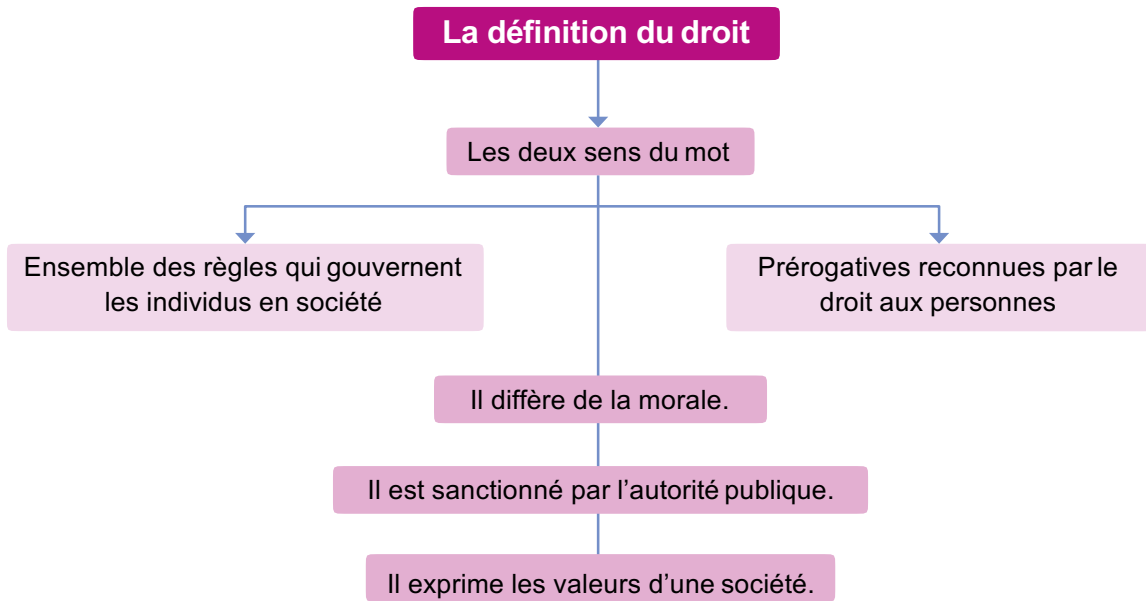 La définition du droit
Les deux sens du mot
Ensemble des règles qui gouvernent
les individus en société
Prérogatives reconnues par le
droit aux personnes
Il diffère de la morale.
Il est sanctionné par l’autorité publique.
Il exprime les valeurs d’une société.